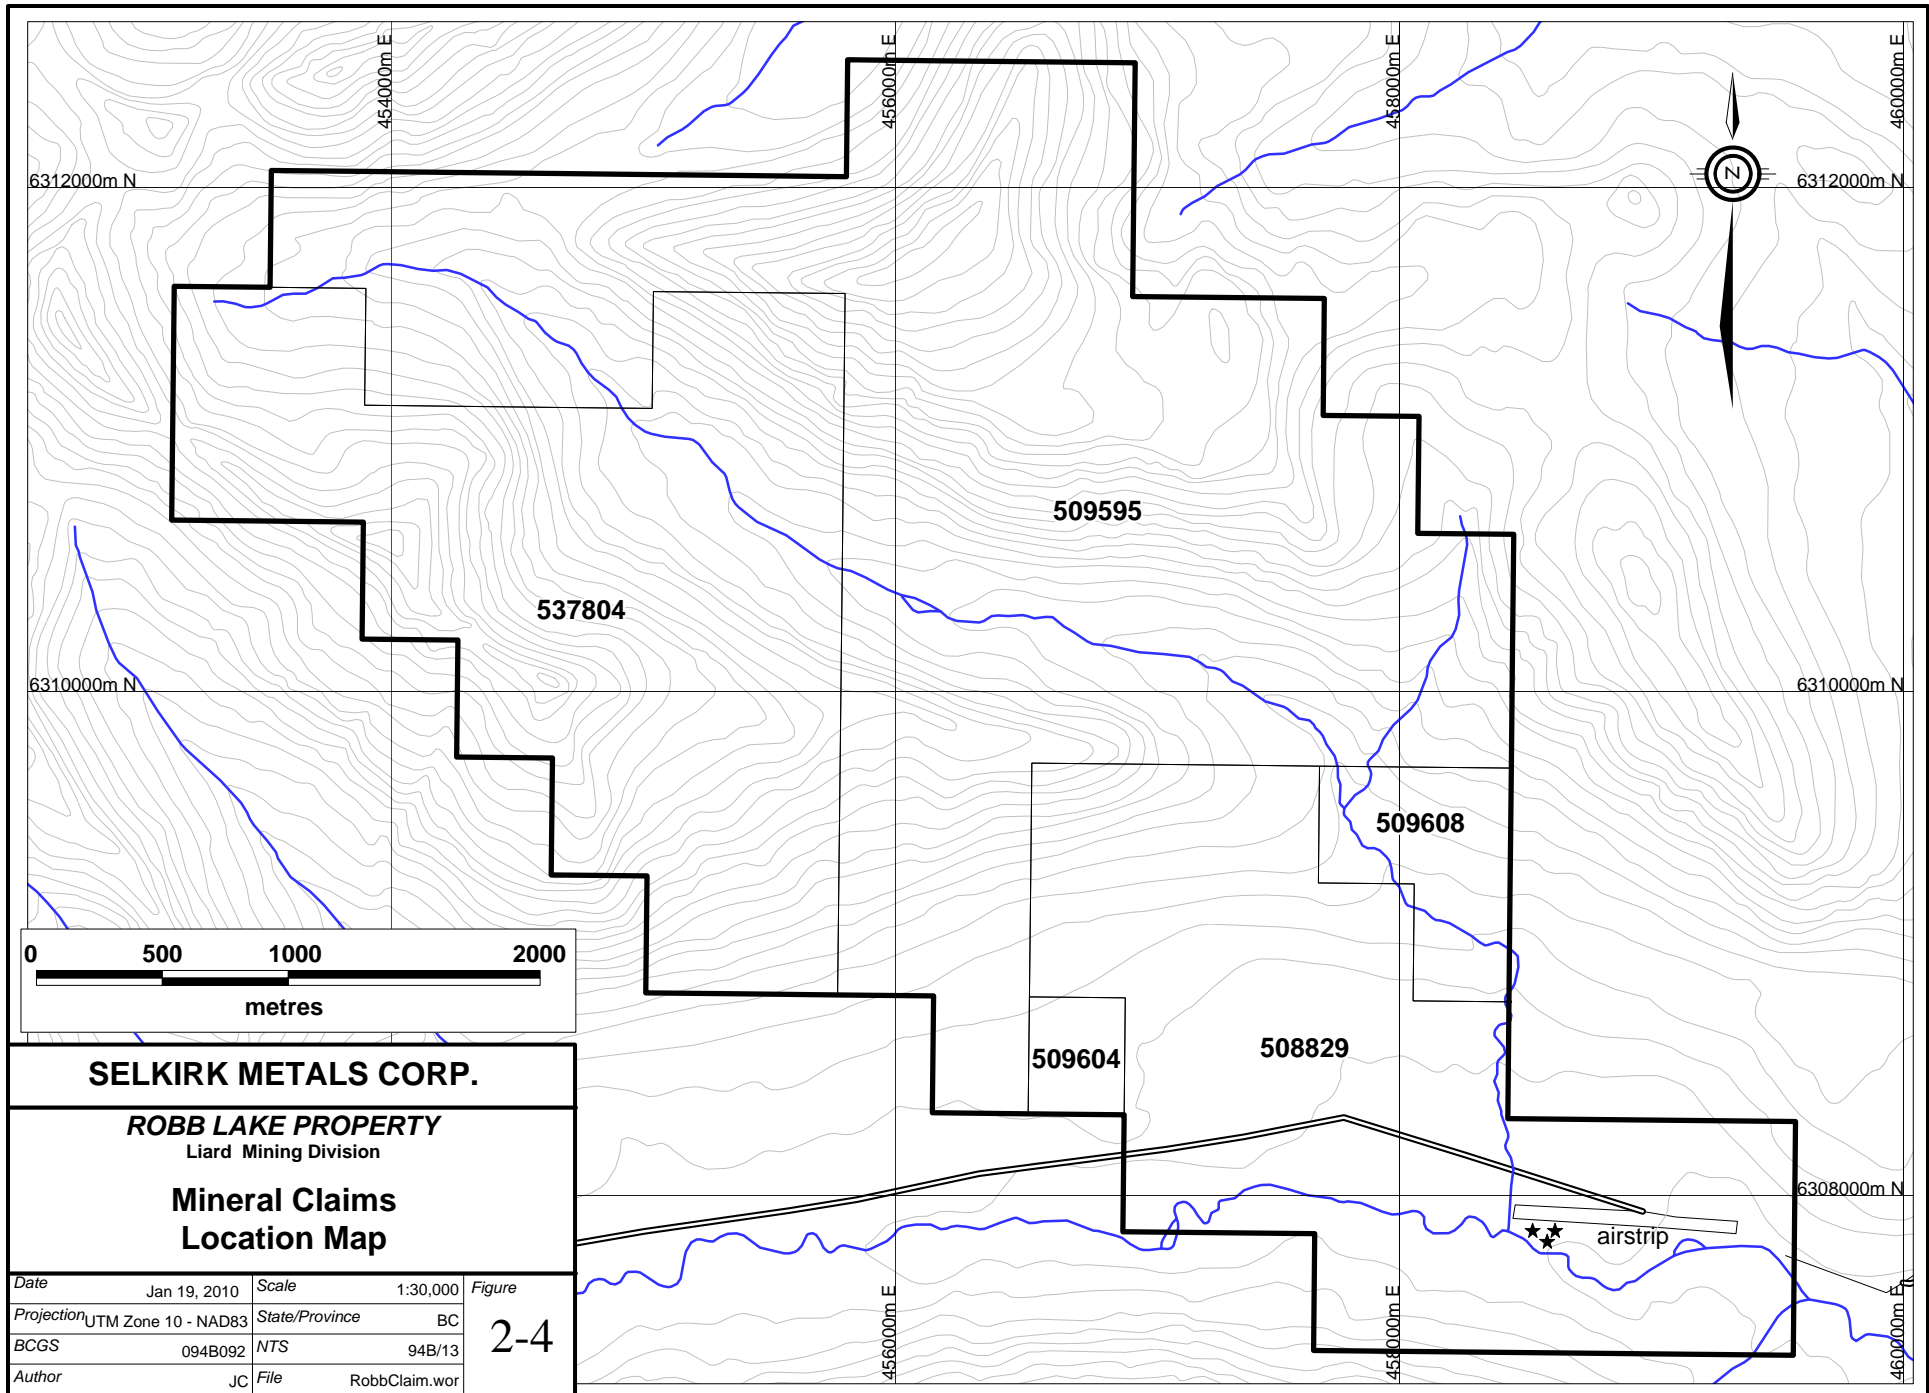 454000m E
456000m E
458000m E
460000m E
6312000m N
6312000m N
N
509595
537804
6310000m N
6310000m N
509608
509604
508829
6308000m N
airstrip
456000m E
458000m E
460000m E
0 500 1000 2000
metres
SELKIRK METALS CORP.
ROBB LAKE PROPERTY
Liard Mining Division
Mineral Claims
Location Map
Date Jan 19, 2010 Scale 1:30,000 Figure
Projection UTM Zone 10 - NAD83 State/Province BC
2-4
BCGS 094B092 NTS 94B/13
Author JC File RobbClaim.wor